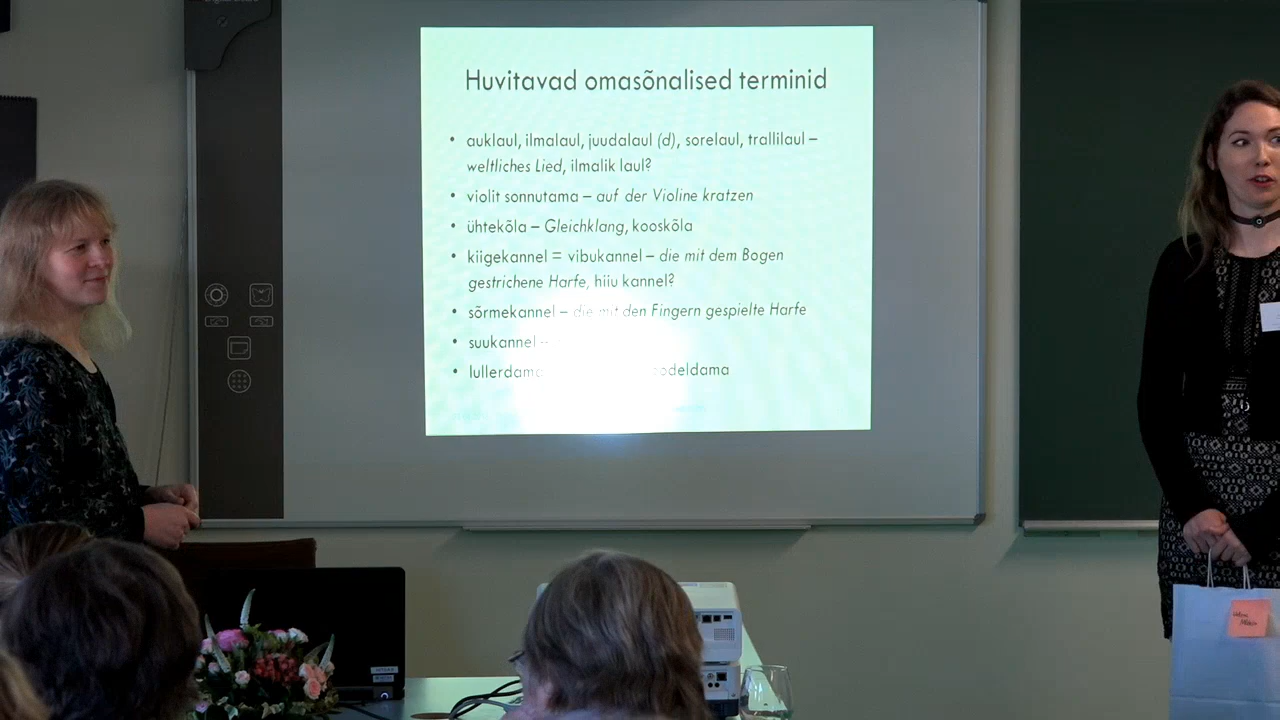 Huvitavad omasõnalised terminid
• auklaul, ilmalaul, juudalaul (d), sorelaul, trallilaul –
weltliches Lied, ilmalik laul?
• violit sonnutama – auf der Violine kratzen
• ühtekõla – Gleichklang, kooskõla
• kiigekannel = vibukannel – die mit dem Bogen
gestrichene Harfe, hiiu kannel?
• sõrmekannel – die mit den Fingern gespielte Harfe
• suukannel –
• lullerdama